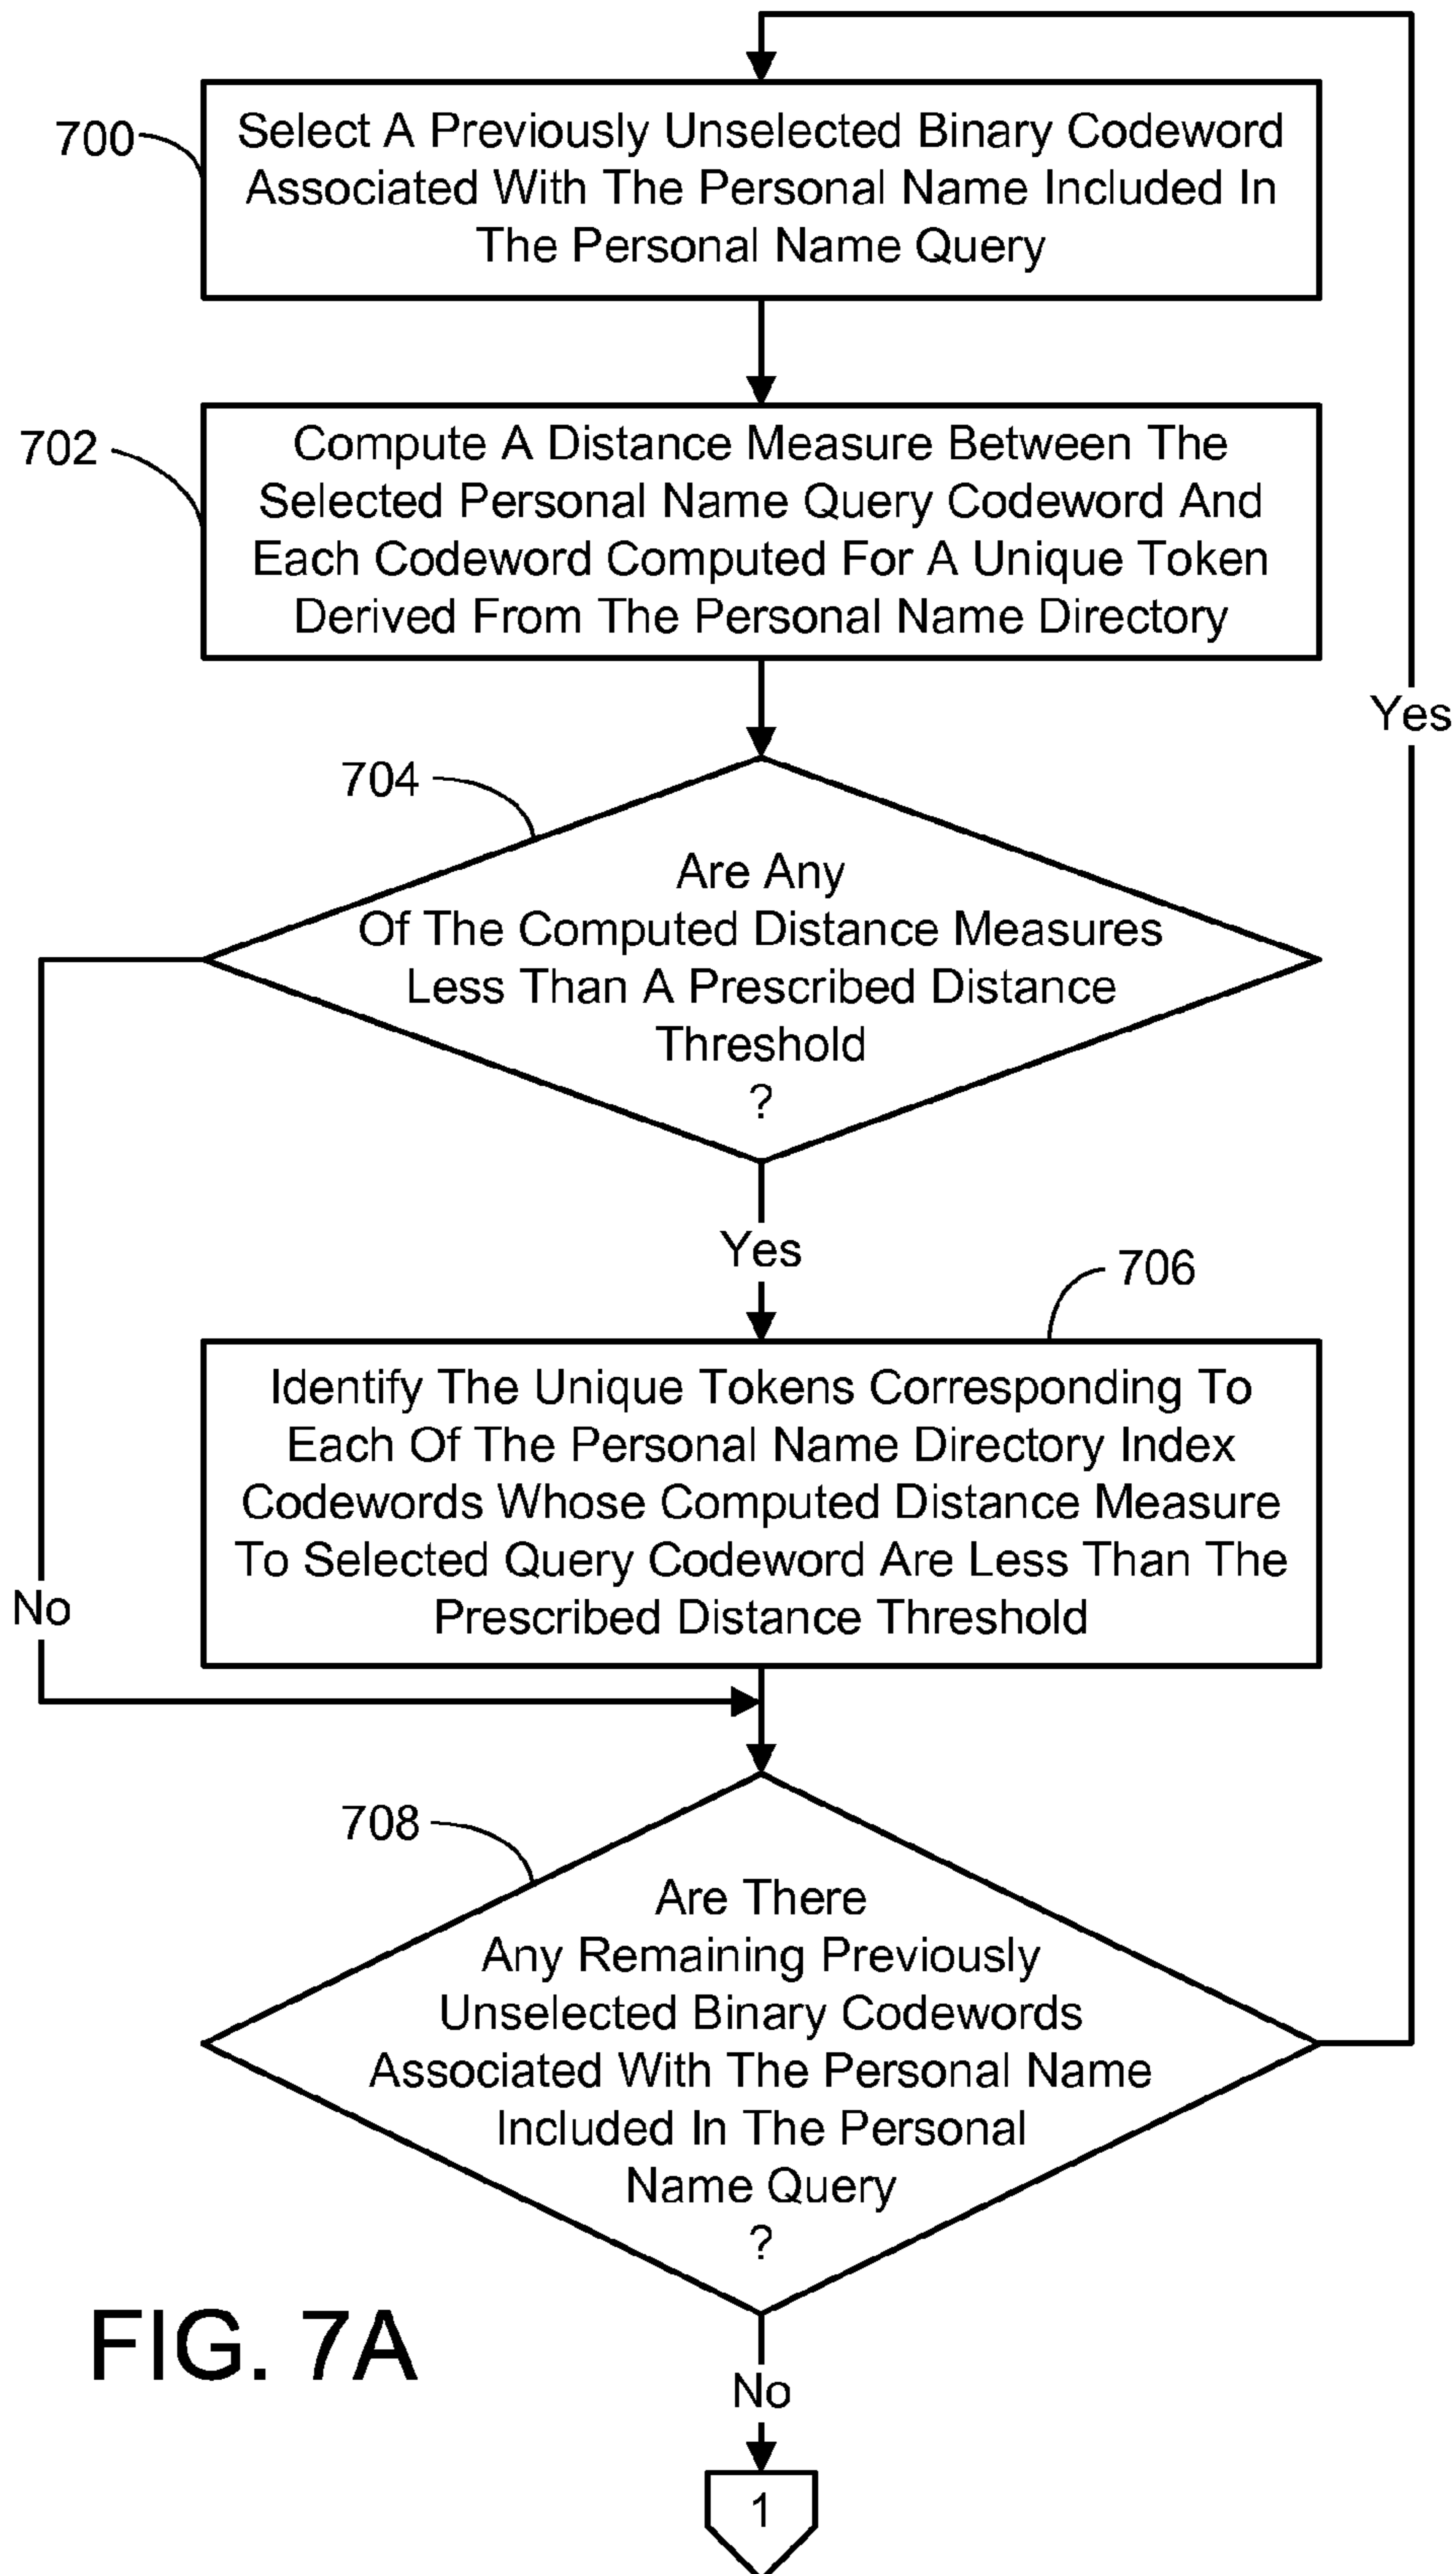 700
Select A Previously Unselected Binary Codeword
Associated With The Personal Name Included In
The Personal Name Query
702
Compute A Distance Measure Between The
Selected Personal Name Query Codeword And
Each Codeword Computed For A Unique Token
Derived From The Personal Name Directory
Yes
704
Are Any
Of The Computed Distance Measures
Less Than A Prescribed Distance
Threshold
?
Yes
706
Identify The Unique Tokens Corresponding To
Each Of The Personal Name Directory Index
Codewords Whose Computed Distance Measure
To Selected Query Codeword Are Less Than The
Prescribed Distance Threshold
No
708
Are There
Any Remaining Previously
Unselected Binary Codewords
Associated With The Personal Name
Included In The Personal
Name Query
?
FIG. 7A
No
1